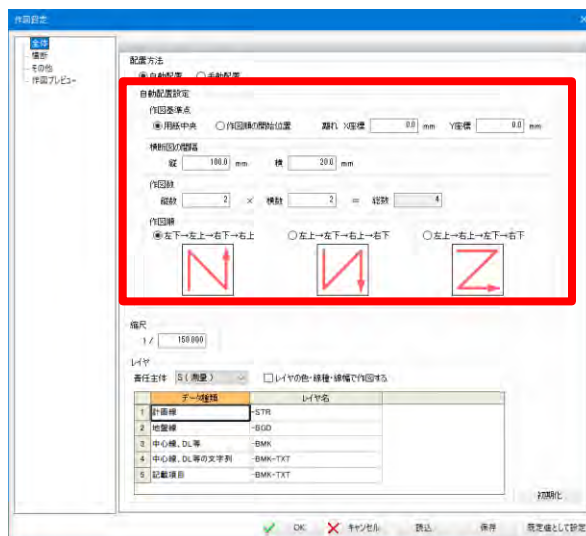 作図設定
全体
横断
その他
作図プレビュー
配置方法
自動配置 手動配置
自動配置設定
作図基準点
用紙中央 作図順の開始位置 離れ X座標 0.0 mm Y座標 0.0 mm
横断図の間隔
縦 100.0 mm 横 20.0 mm
作図数
縦数 2 × 横数 2 = 総数 4
作図順
左下→左上→右下→右上 左上→左下→右上→右下 左上→右上→左下→右下
縮尺
1 / 150.000
レイヤ
責任主体 S(測量) レイヤの色・線種・線幅で作図する
データ種類 レイヤ名
1 計画線 -STR
2 地盤線 -BGD
3 中心線、DL等 -BMK
4 中心線、DL等の文字列 -BMK-TXT
5 記載項目 -BMK-TXT
初期化
OK キャンセル 読込 保存 既定値として設定